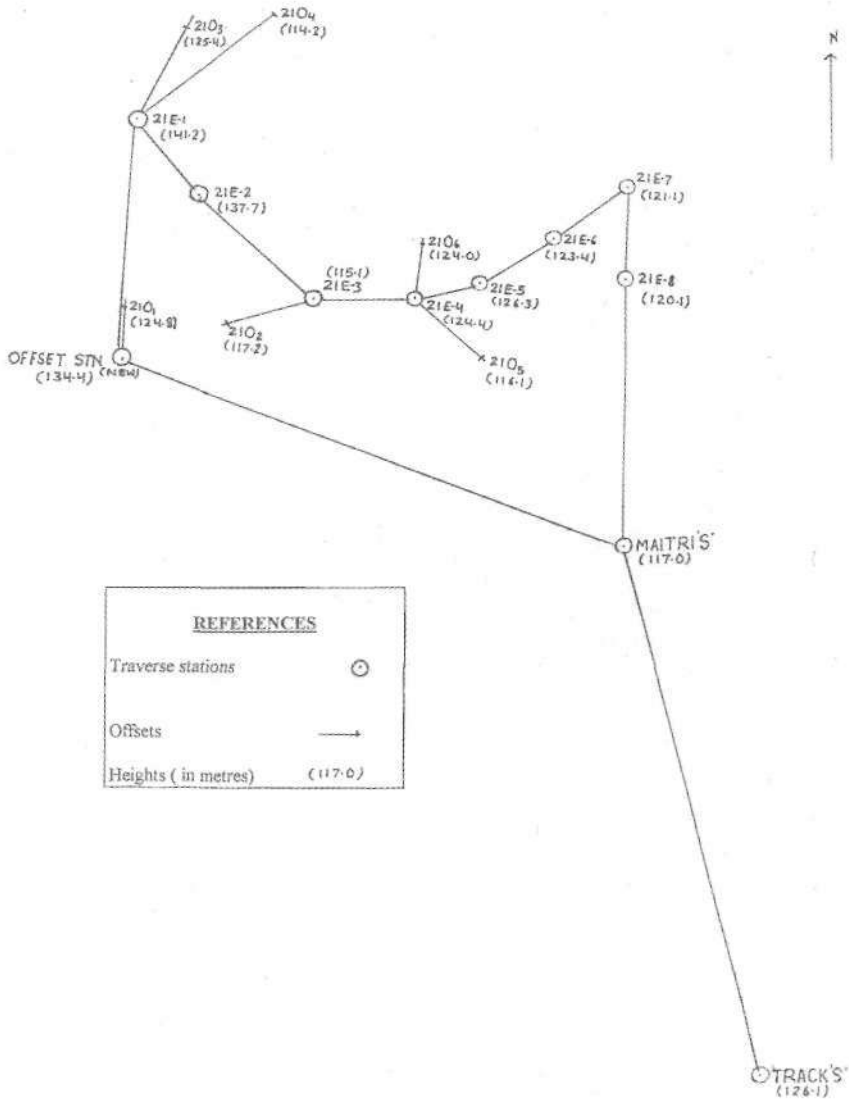 21O3
(125.4)
21O4
(114.2)
N
21E-1
(141.2)
21E-2
(137.7)
21E-7
(121.1)
21O6
(124.0)
21E-6
(123.4)
(115.1)
21E-3
21E-5
(126.3)
21E-8
(120.1)
21E-4
(124.4)
21O1
(124.8)
21O2
(117.2)
21O5
(116.1)
OFFSET STN
(134.4) (NEW)
MAITRI'S'
(117.0)
REFERENCES
Traverse stations
Offsets
Heights ( in metres) (117.0)
'TRACK'S'
(126.1)